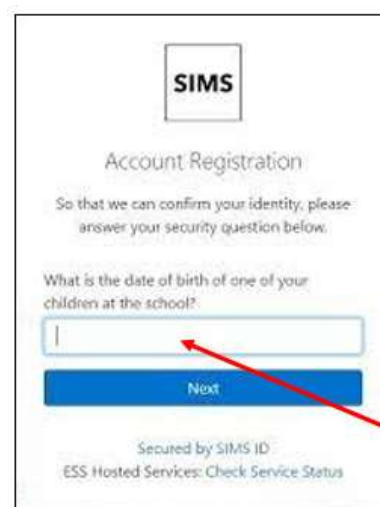 SIMS
Account Registration
So that we can confirm your identity, please
answer your security question below.
What is the date of birth of one of your
children at the school?
Next
Secured by SIMS ID
ESS Hosted Services: Check Service Status